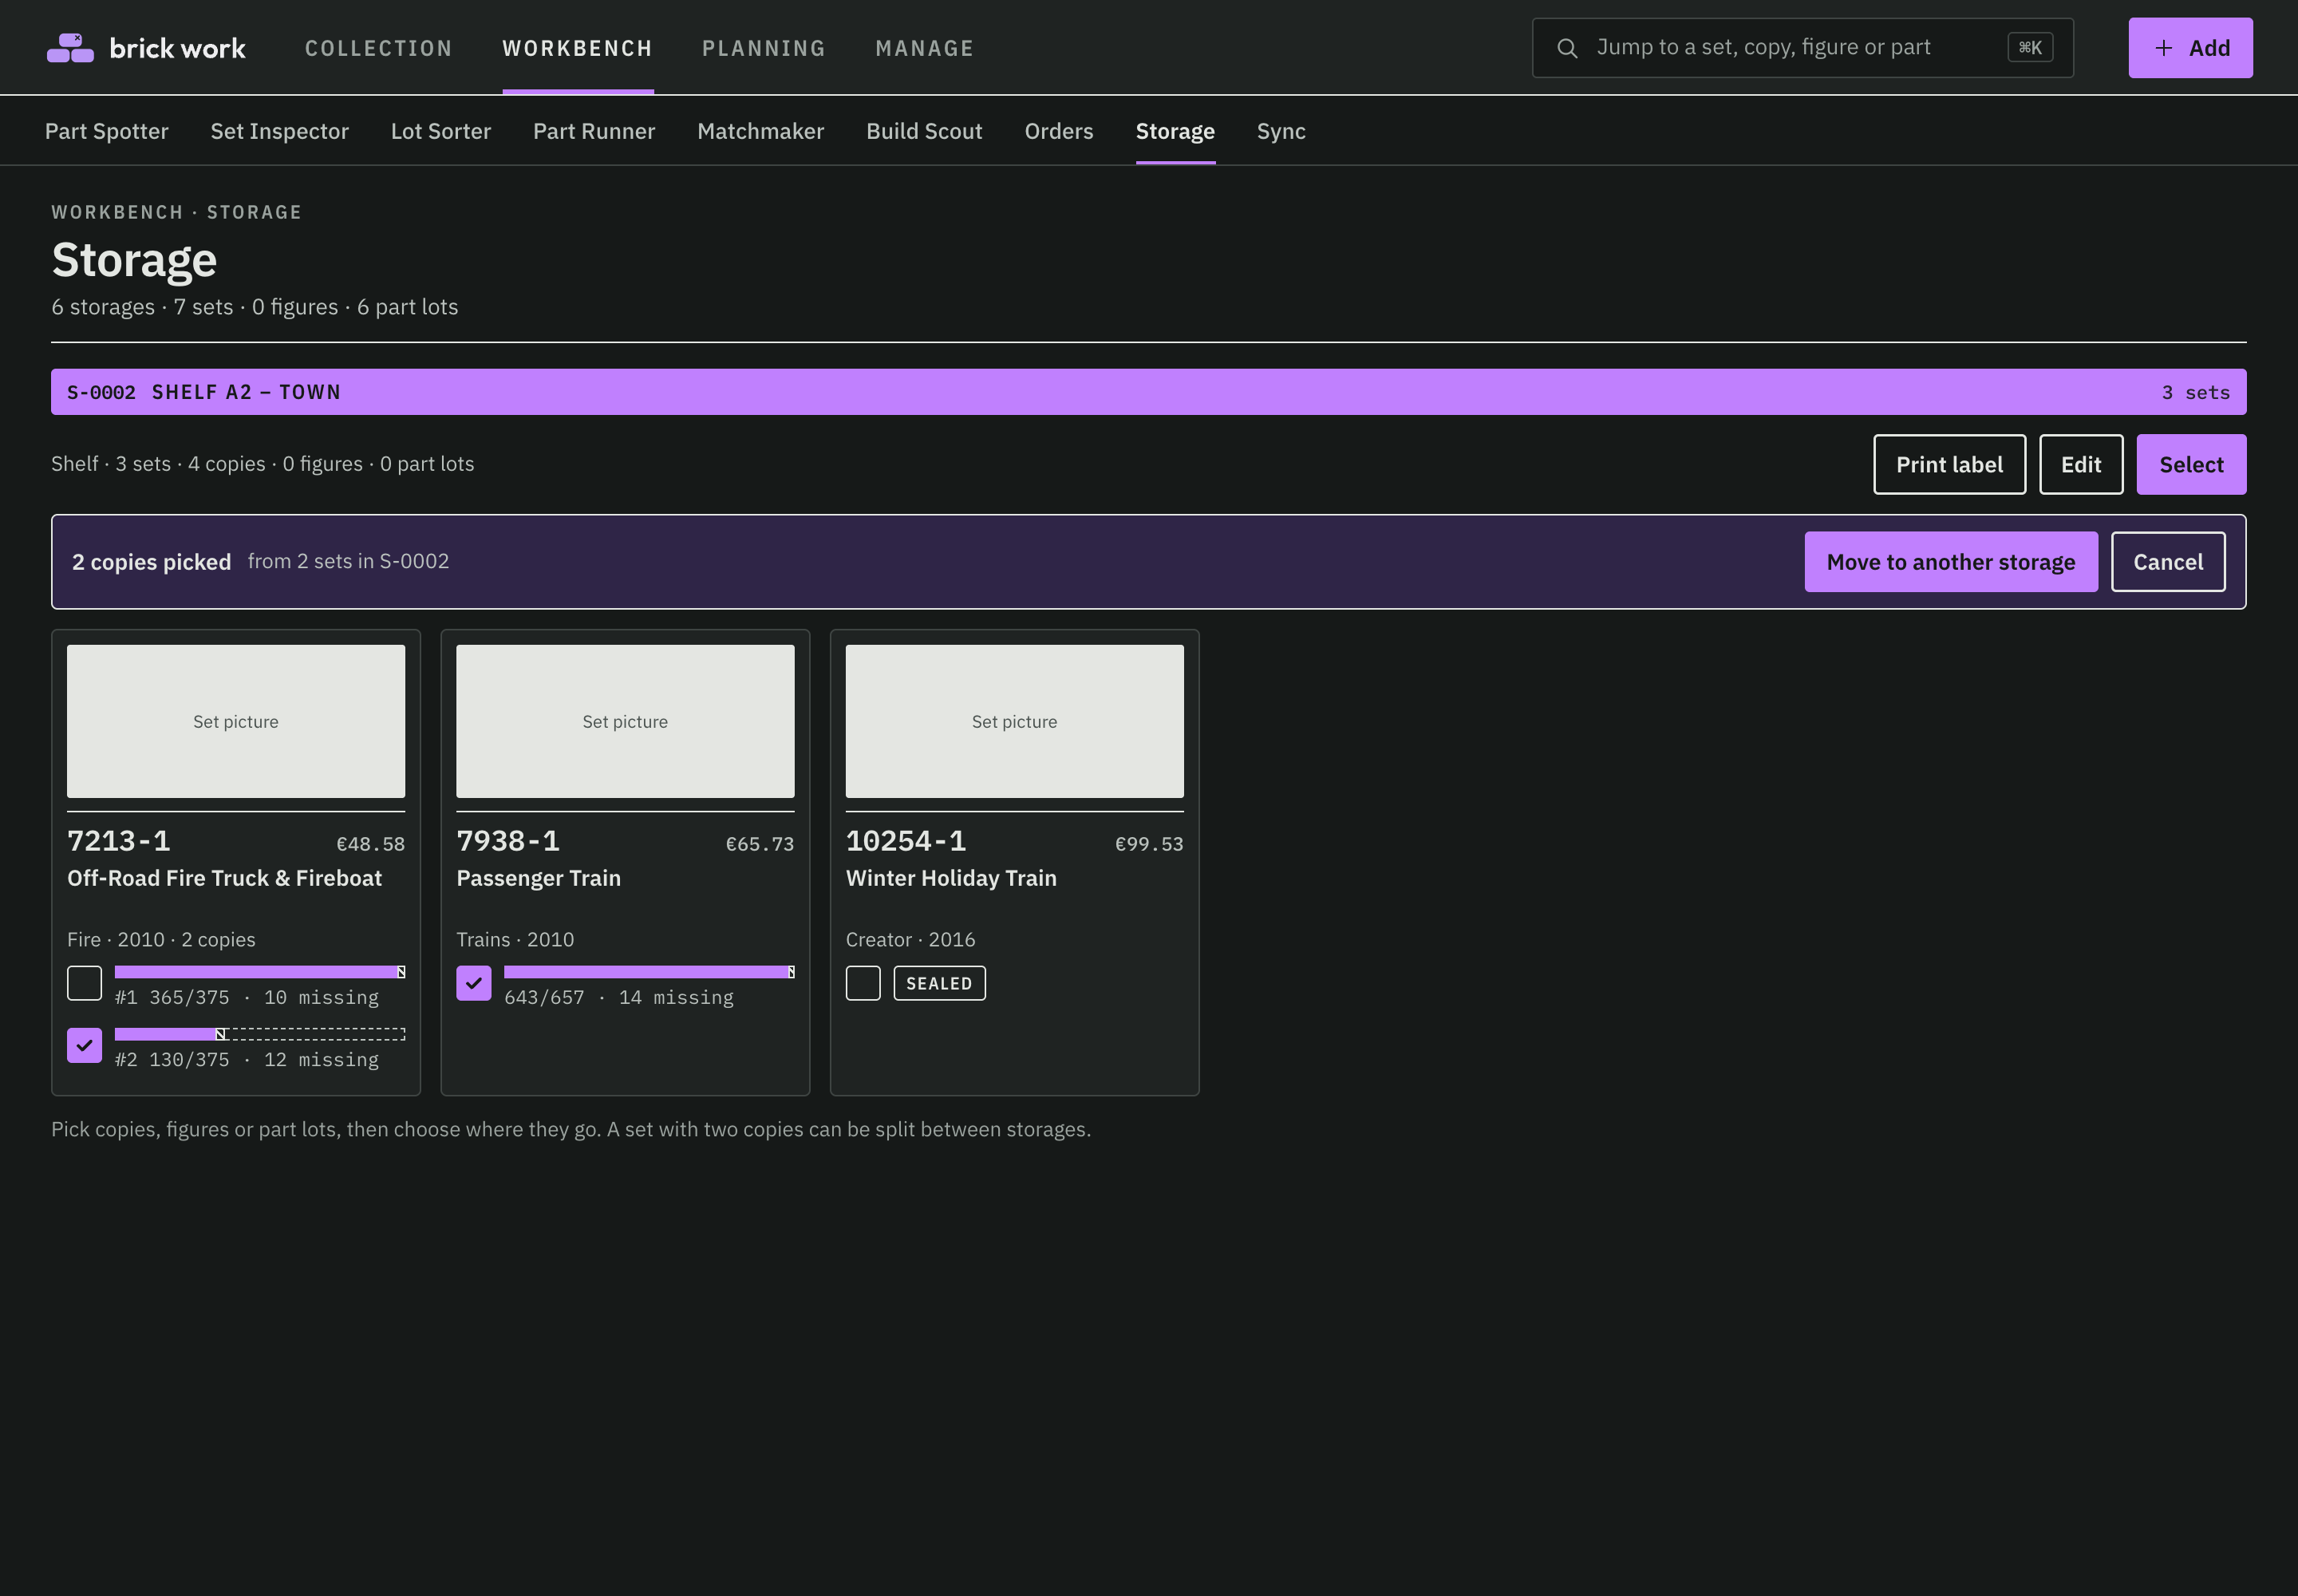 brick work COLLECTION WORKBENCH PLANNING MANAGE Jump to a set, copy, figure or part ⌘K + Add
Part Spotter Set Inspector Lot Sorter Part Runner Matchmaker Build Scout Orders Storage Sync
WORKBENCH · STORAGE
Storage
6 storages · 7 sets · 0 figures · 6 part lots
S-0002 SHELF A2 – TOWN 3 sets
Shelf · 3 sets · 4 copies · 0 figures · 0 part lots Print label Edit Select
2 copies picked from 2 sets in S-0002 Move to another storage Cancel
Set picture Set picture Set picture
7213-1 €48.58 7938-1 €65.73 10254-1 €99.53
Off-Road Fire Truck & Fireboat Passenger Train Winter Holiday Train
Fire · 2010 · 2 copies Trains · 2010 Creator · 2016
#1 365/375 · 10 missing 643/657 · 14 missing SEALED
#2 130/375 · 12 missing
Pick copies, figures or part lots, then choose where they go. A set with two copies can be split between storages.